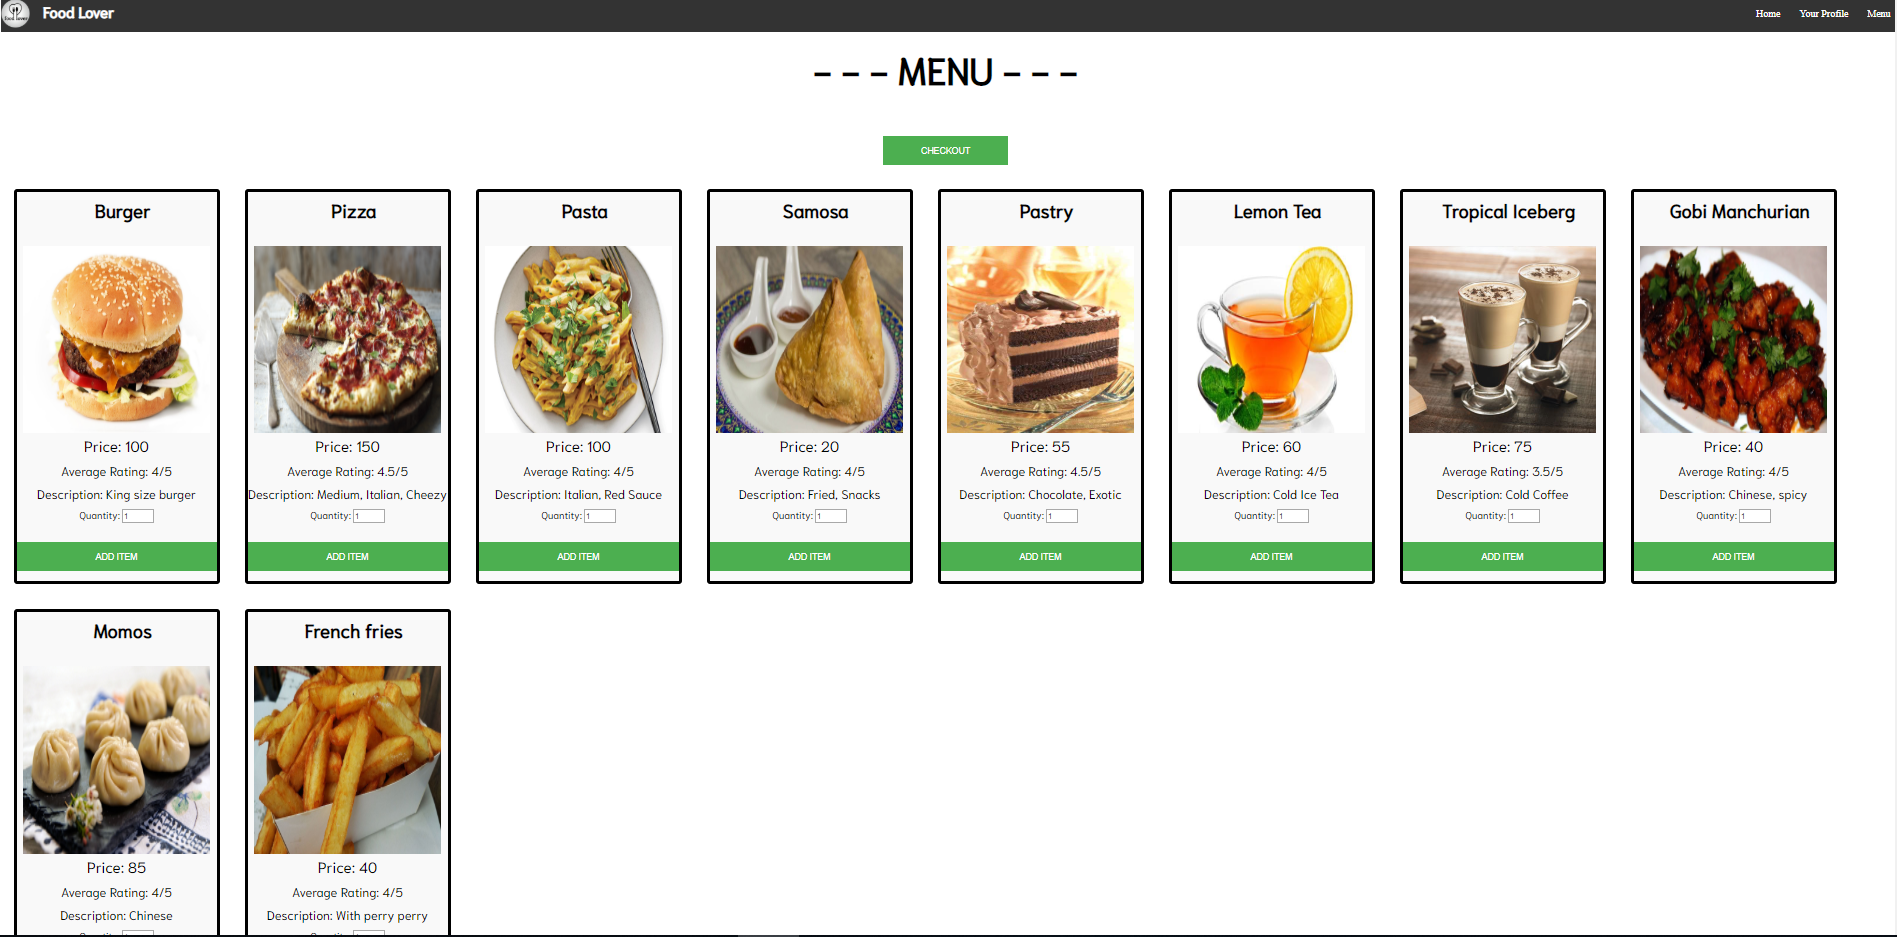 Food Lover
Food Lover
Home
Your Profile
Menu
- - - MENU - - -
CHECKOUT
Burger
Price: 100
Average Rating: 4/5
Description: King size burger
Quantity: 1
ADD ITEM
Pizza
Price: 150
Average Rating: 4.5/5
Description: Medium, Italian, Cheezy
Quantity: 1
ADD ITEM
Pasta
Price: 100
Average Rating: 4/5
Description: Italian, Red Sauce
Quantity: 1
ADD ITEM
Samosa
Price: 20
Average Rating: 4/5
Description: Fried, Snacks
Quantity: 1
ADD ITEM
Pastry
Price: 55
Average Rating: 4.5/5
Description: Chocolate, Exotic
Quantity: 1
ADD ITEM
Lemon Tea
Price: 60
Average Rating: 4/5
Description: Cold Ice Tea
Quantity: 1
ADD ITEM
Tropical Iceberg
Price: 75
Average Rating: 3.5/5
Description: Cold Coffee
Quantity: 1
ADD ITEM
Gobi Manchurian
Price: 40
Average Rating: 4/5
Description: Chinese, spicy
Quantity: 1
ADD ITEM
Momos
Price: 85
Average Rating: 4/5
Description: Chinese
French fries
Price: 40
Average Rating: 4/5
Description: With perry perry